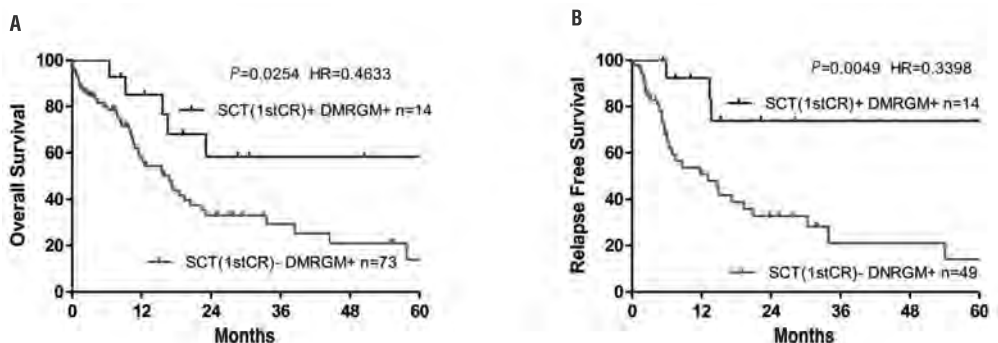 A
Overall Survival
100
80
60
40
20
0
P=0.0254 HR=0.4633
SCT(1stCR)+ DMRGM+ n=14
SCT(1stCR)- DMRGM+ n=73
0 12 24 36 48 60
Months
B
Relapse Free Survival
100
80
60
40
20
0
P=0.0049 HR=0.3398
SCT(1stCR)+ DMRGM+ n=14
SCT(1stCR)- DNRGM+ n=49
0 12 24 36 48 60
Months